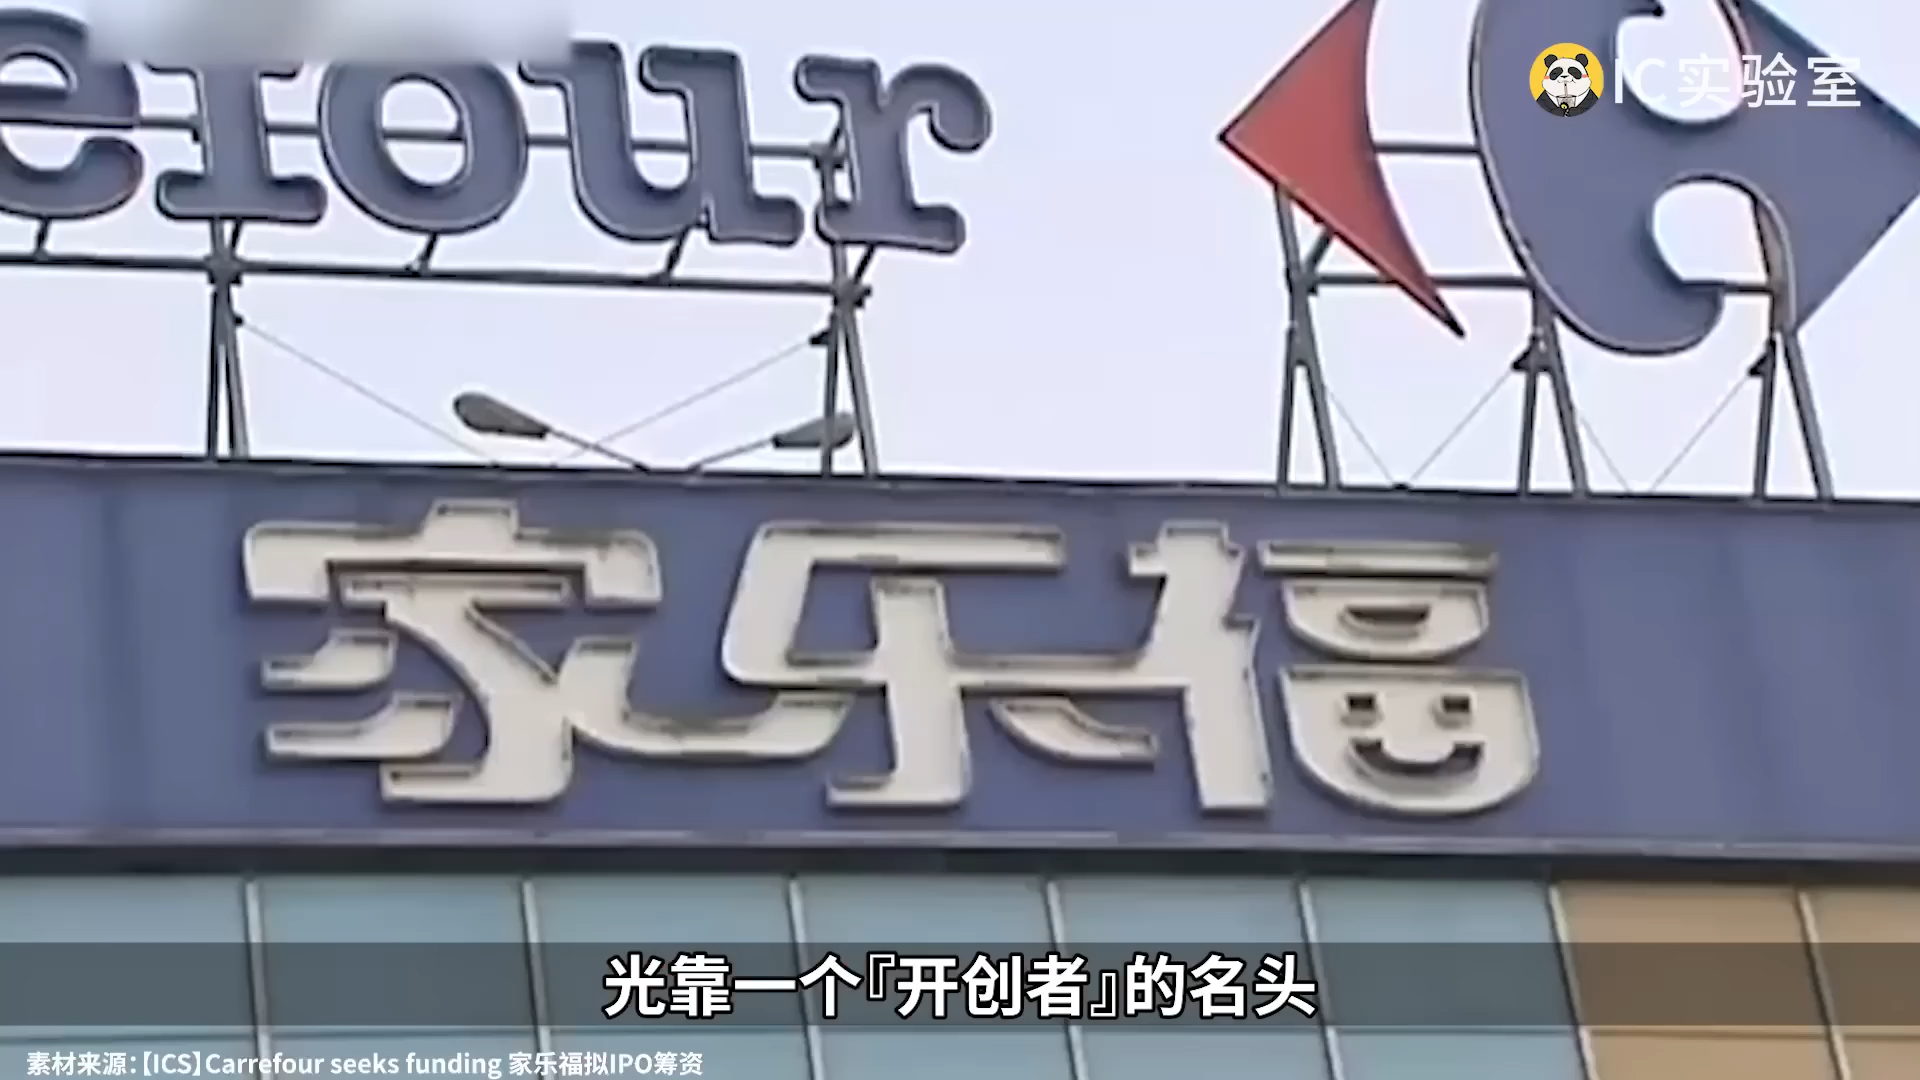 efour
IC实验室
家乐福
光靠一个『开创者』的名头
素材来源：【ICS】Carrefour seeks funding 家乐福拟IPO筹资